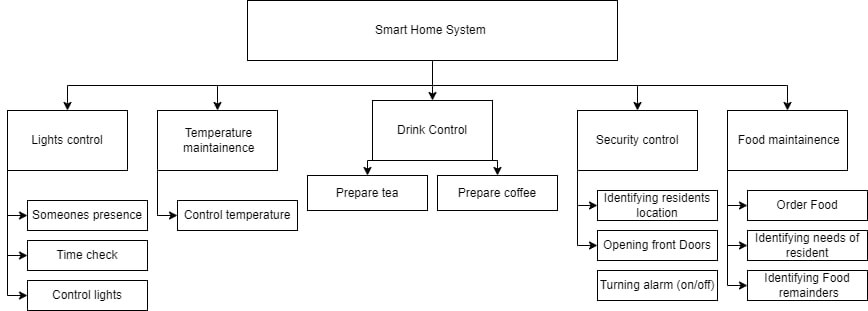 Smart Home System
Lights control
Temperature
maintainence
Drink Control
Security control
Food maintainence
Prepare tea
Prepare coffee
Someones presence
Control temperature
Identifying residents
location
Order Food
Time check
Opening front Doors
Identifying needs of
resident
Control lights
Turning alarm (on/off)
Identifying Food
remainders